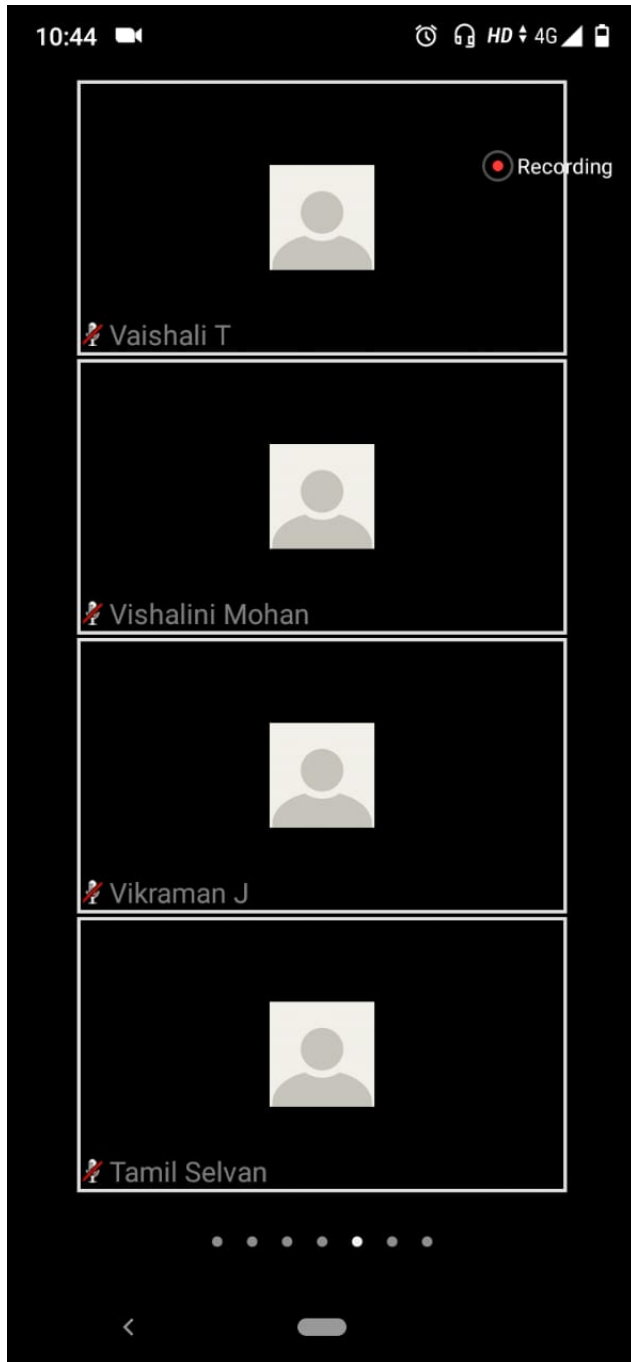 10:44 HD 4G
Recording
Vaishali T
Vishalini Mohan
Vikraman J
Tamil Selvan